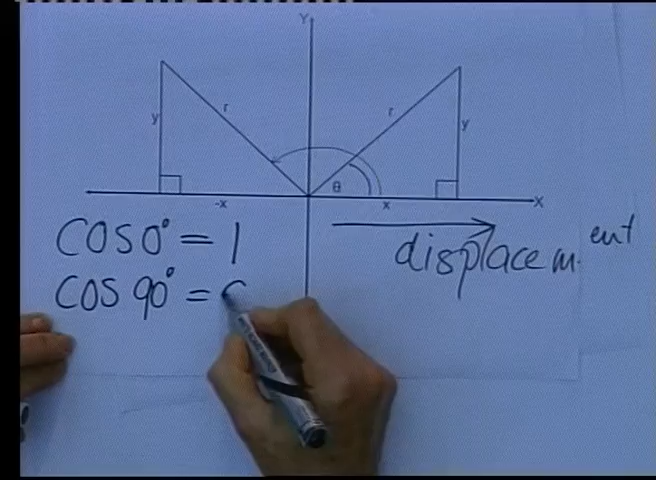 Y
y r r y
θ
-x x X
COS 0° = 1
displacement
COS 90° =